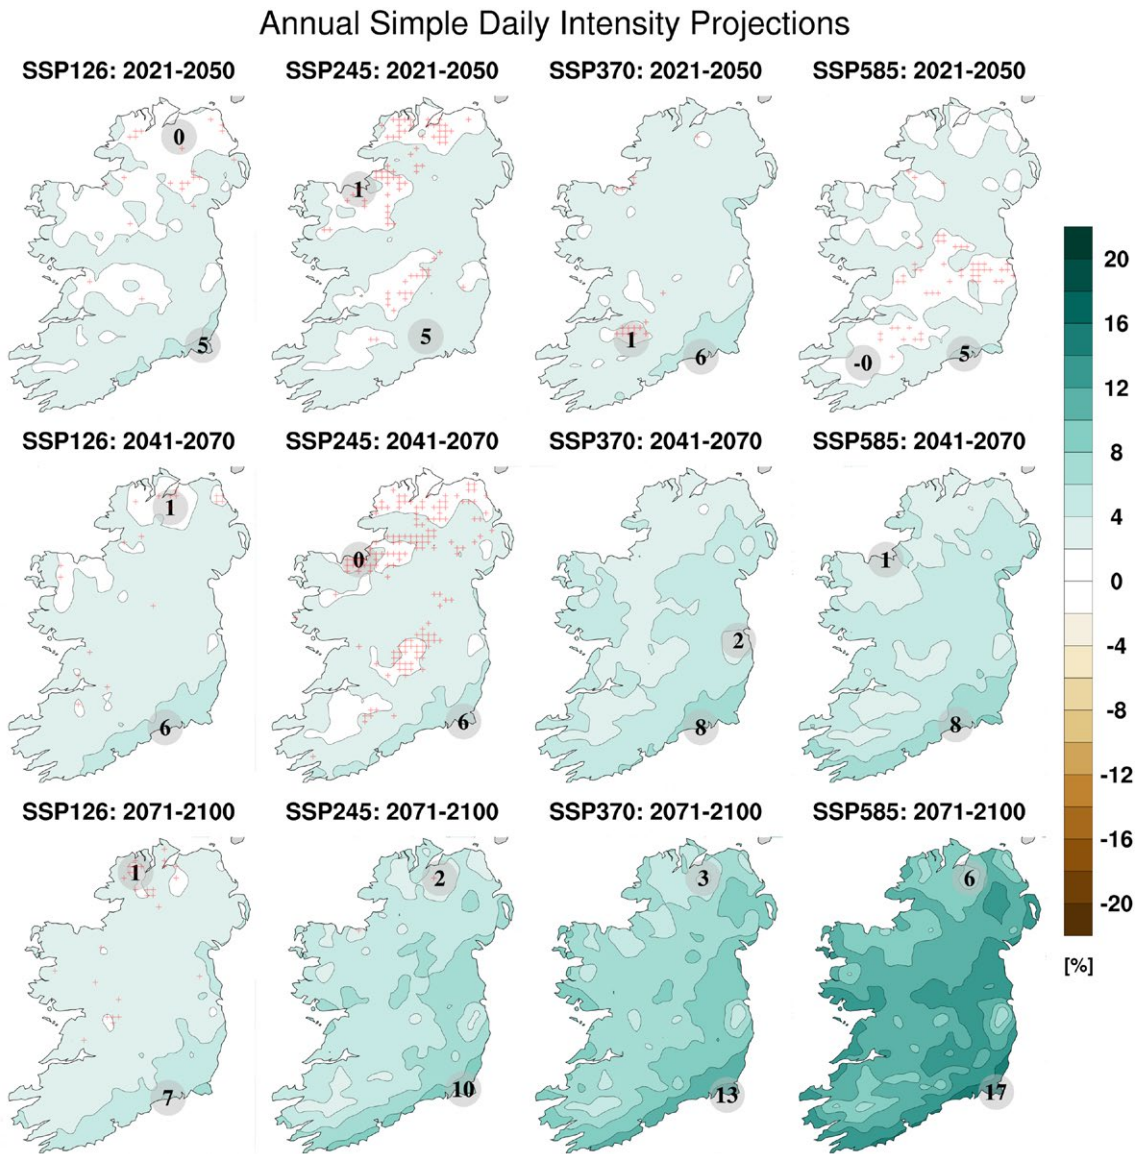 Annual Simple Daily Intensity Projections
SSP126: 2021-2050
SSP245: 2021-2050
SSP370: 2021-2050
SSP585: 2021-2050
0
5
1
5
1
6
-0
5
SSP126: 2041-2070
SSP245: 2041-2070
SSP370: 2041-2070
SSP585: 2041-2070
1
6
0
6
2
8
1
8
SSP126: 2071-2100
SSP245: 2071-2100
SSP370: 2071-2100
SSP585: 2071-2100
1
7
2
10
3
13
6
17
20
16
12
8
4
0
-4
-8
-12
-16
-20
[%]